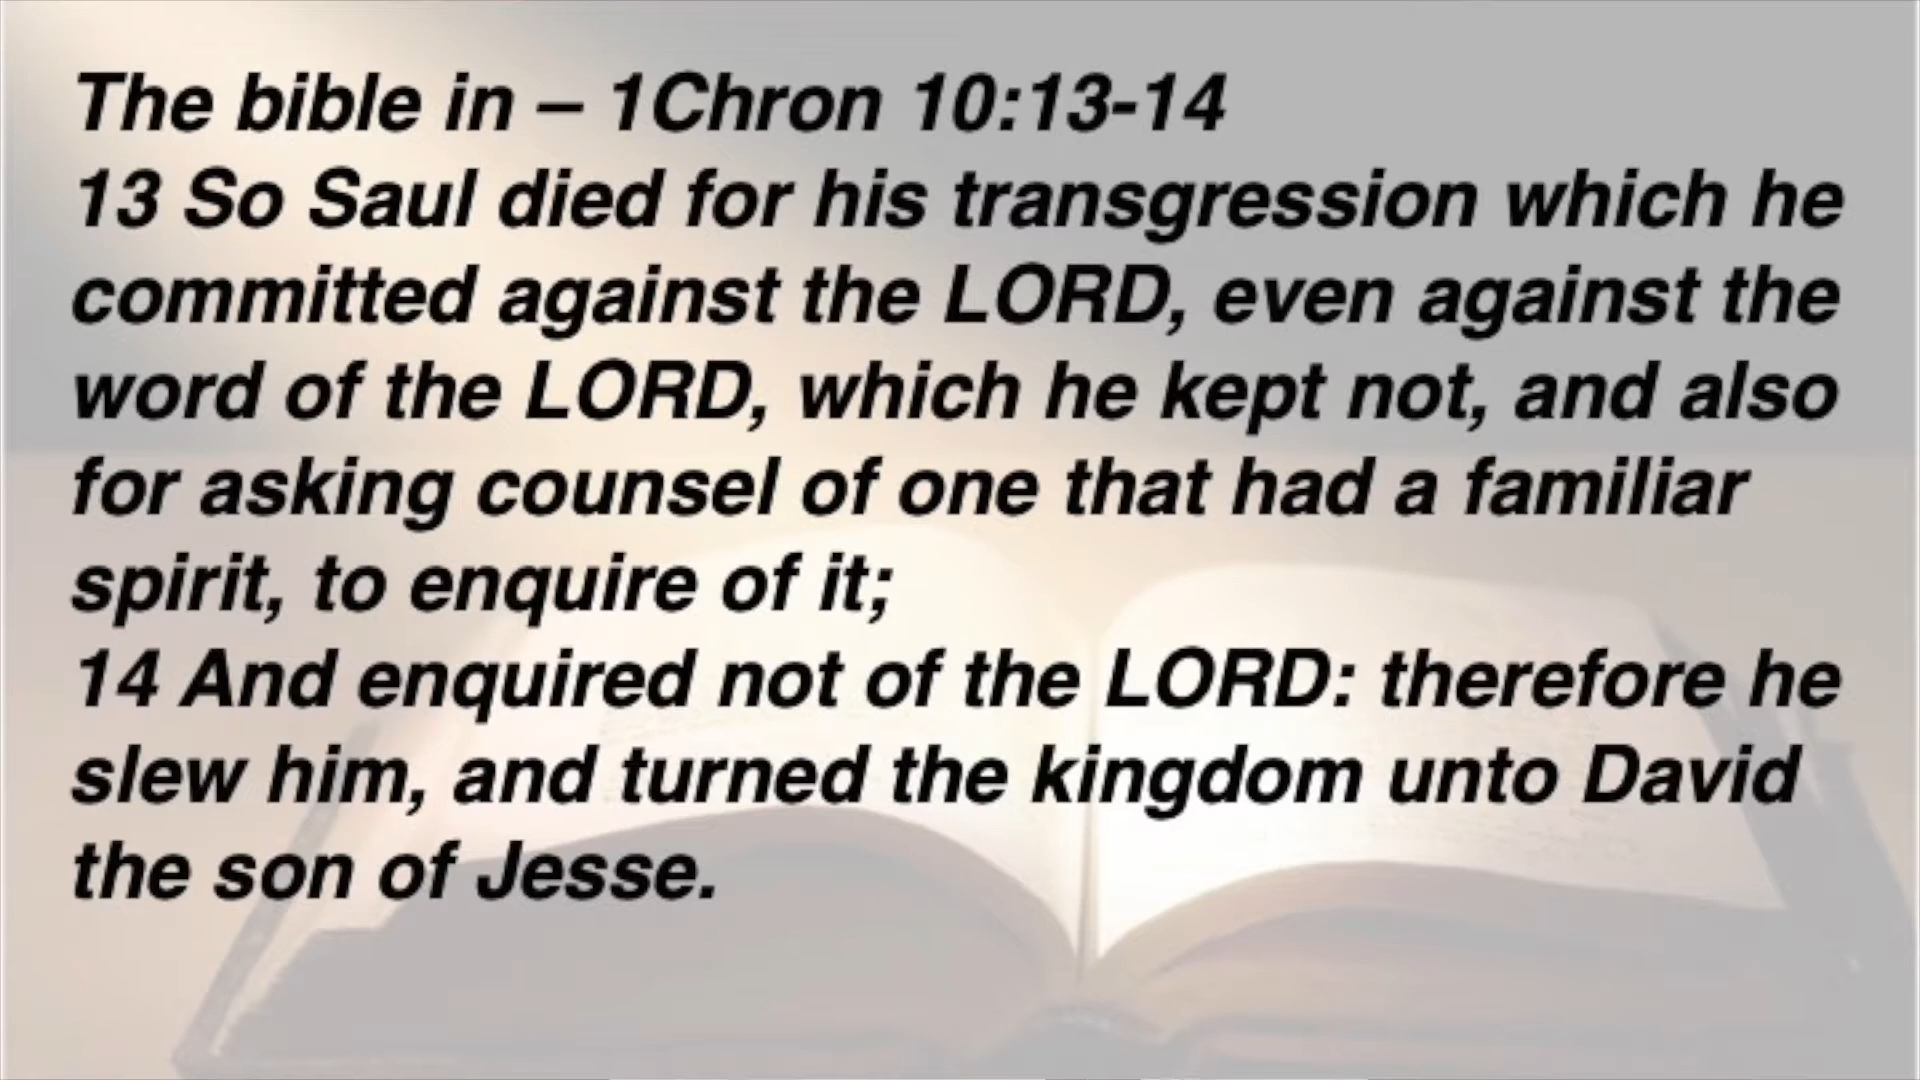 The bible in – 1Chron 10:13-14
13 So Saul died for his transgression which he
committed against the LORD, even against the
word of the LORD, which he kept not, and also
for asking counsel of one that had a familiar
spirit, to enquire of it;
14 And enquired not of the LORD: therefore he
slew him, and turned the kingdom unto David
the son of Jesse.